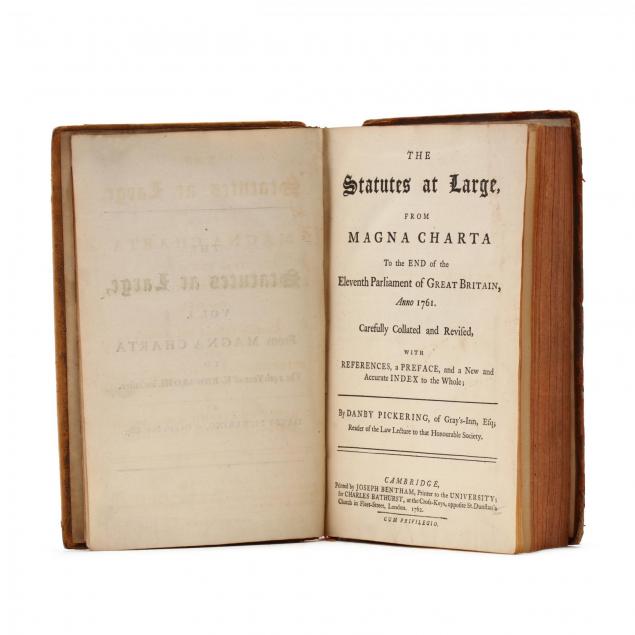 THE
Statutes at Large,
FROM
MAGNA CHARTA
To the END of the
Eleventh Parliament of GREAT BRITAIN,
Anno 1761.
Carefully Collated and Reviſed,
WITH
REFERENCES, a PREFACE, and a New and
Accurate INDEX to the Whole;
By DANBY PICKERING, of Gray's-Inn, Eſq;
Reader of the Law Lecture to that Honourable Society.
CAMBRIDGE,
Printed by JOSEPH BENTHAM, Printer to the UNIVERSITY;
for CHARLES BATHURST, at the Croſs-Keys, oppoſite St. Dunſtan's
Church in Fleet-Street, London. 1762.
CUM PRIVILEGIO.